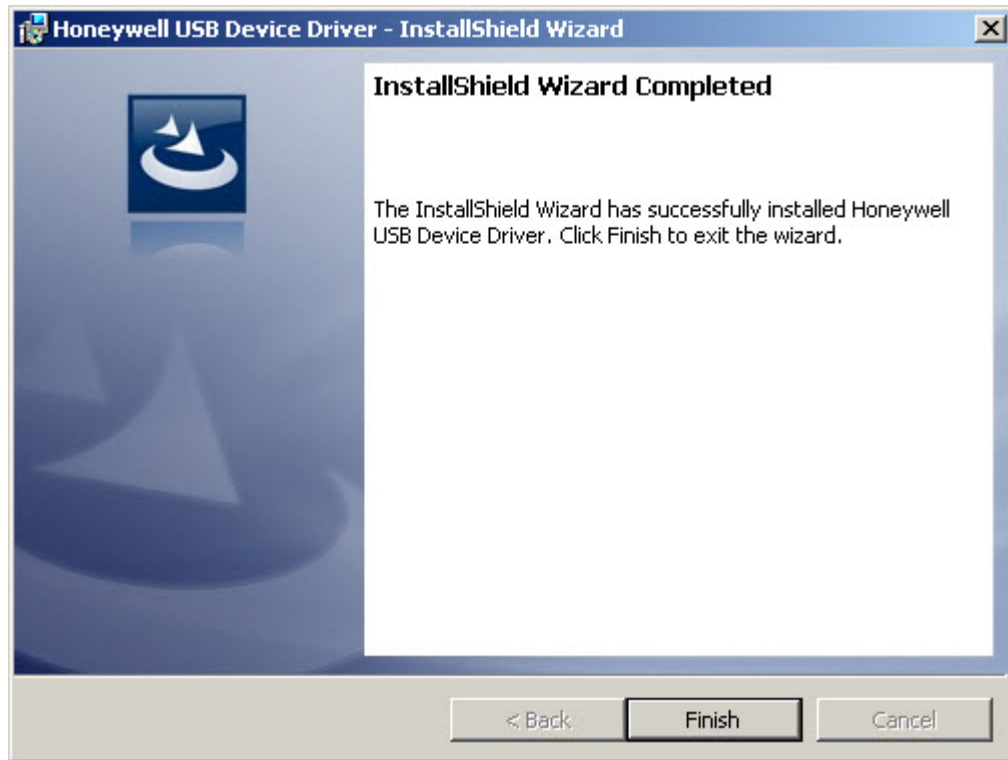 Honeywell USB Device Driver - InstallShield Wizard
InstallShield Wizard Completed
The InstallShield Wizard has successfully installed Honeywell
USB Device Driver. Click Finish to exit the wizard.
< Back
Finish
Cancel